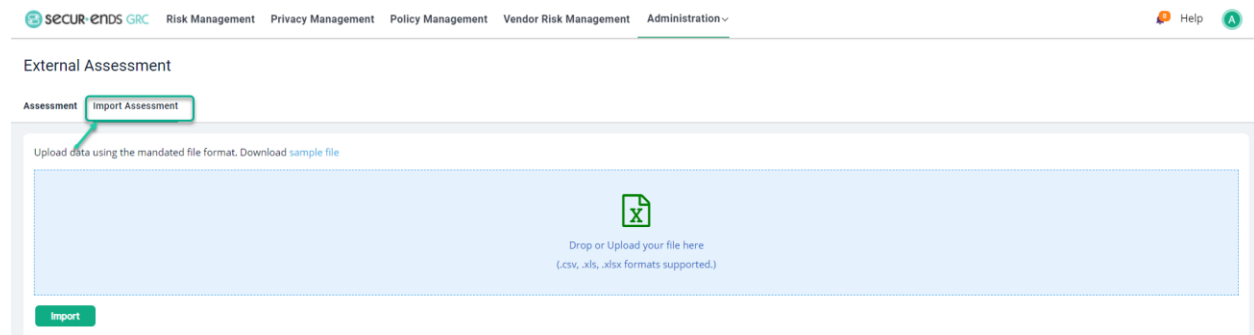 SECUR·ENDS GRC Risk Management Privacy Management Policy Management Vendor Risk Management Administration Help A
External Assessment
Assessment Import Assessment
Upload data using the mandated file format. Download sample file
X
Drop or Upload your file here
(.csv, .xls, .xlsx formats supported.)
Import